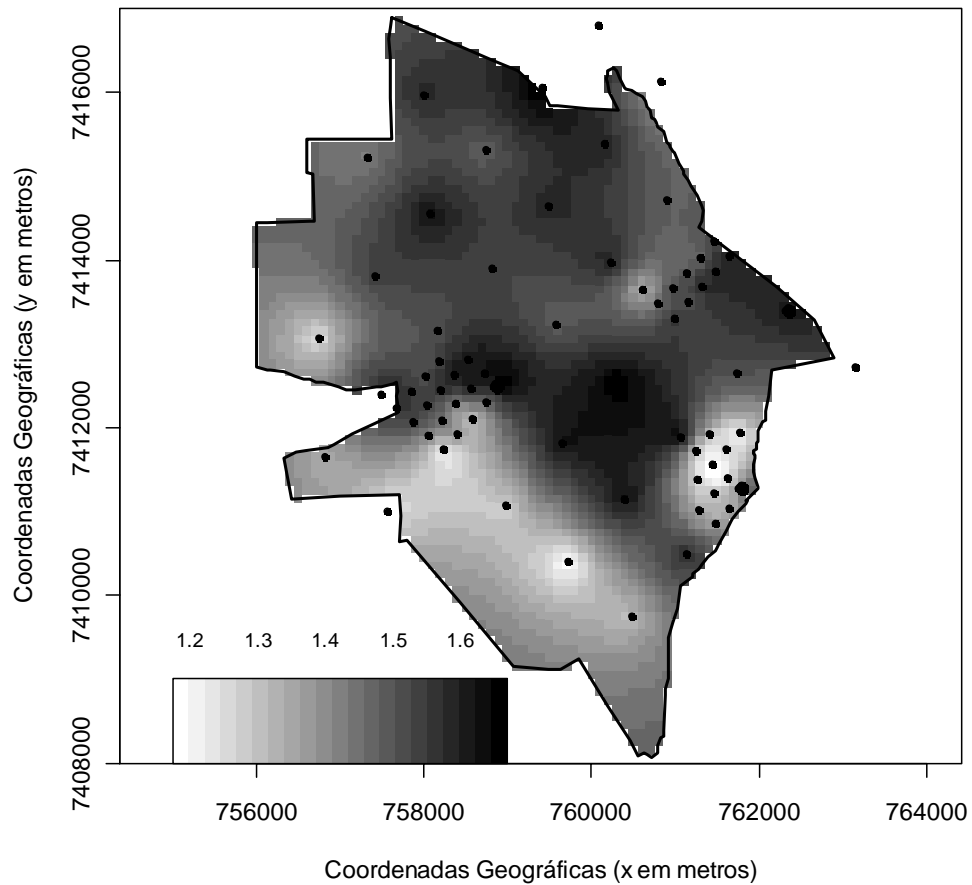 Coordenadas Geográficas (y em metros)
7416000
7414000
7412000
7410000
7408000
1.2 1.3 1.4 1.5 1.6
756000 758000 760000 762000 764000
Coordenadas Geográficas (x em metros)